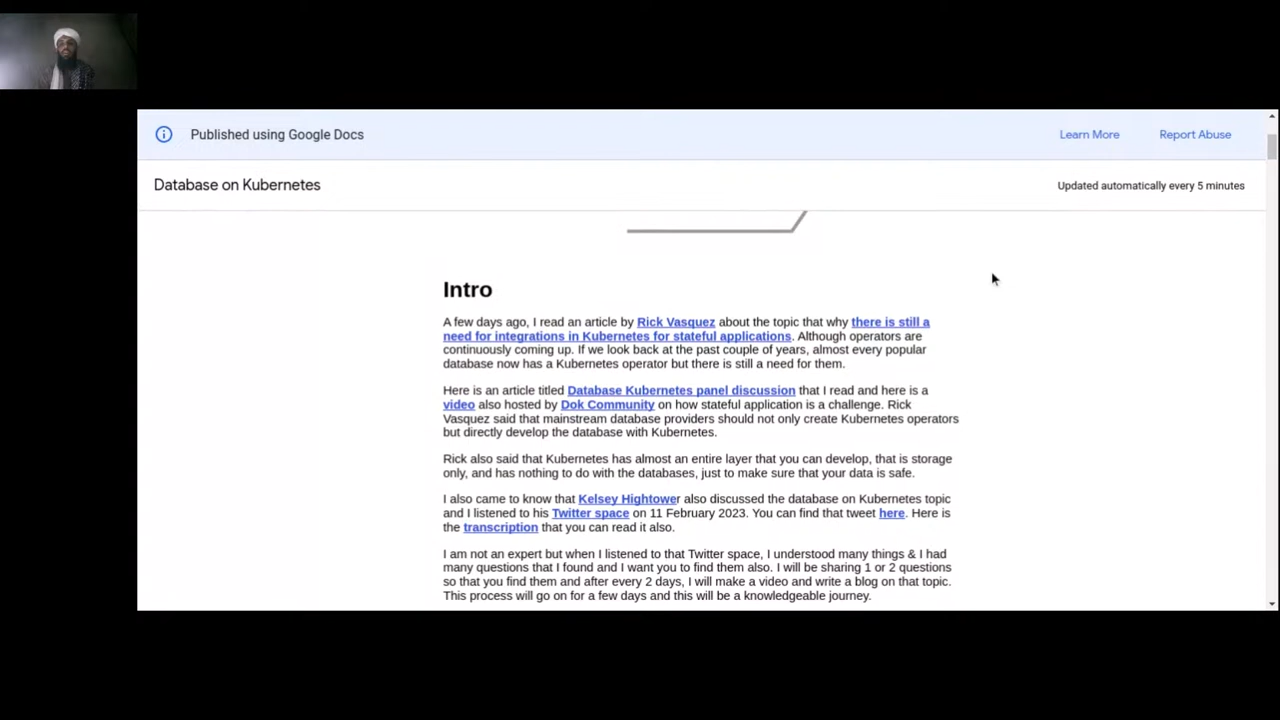 Published using Google Docs
Learn More
Report Abuse
Database on Kubernetes
Updated automatically every 5 minutes
Intro
A few days ago, I read an article by Rick Vasquez about the topic that why there is still a
need for integrations in Kubernetes for stateful applications. Although operators are
continuously coming up. If we look back at the past couple of years, almost every popular
database now has a Kubernetes operator but there is still a need for them.
Here is an article titled Database Kubernetes panel discussion that I read and here is a
video also hosted by Dok Community on how stateful application is a challenge. Rick
Vasquez said that mainstream database providers should not only create Kubernetes operators
but directly develop the database with Kubernetes.
Rick also said that Kubernetes has almost an entire layer that you can develop, that is storage
only, and has nothing to do with the databases, just to make sure that your data is safe.
I also came to know that Kelsey Hightower also discussed the database on Kubernetes topic
and I listened to his Twitter space on 11 February 2023. You can find that tweet here. Here is
the transcription that you can read it also.
I am not an expert but when I listened to that Twitter space, I understood many things & I had
many questions that I found and I want you to find them also. I will be sharing 1 or 2 questions
so that you find them and after every 2 days, I will make a video and write a blog on that topic.
This process will go on for a few days and this will be a knowledgeable journey.